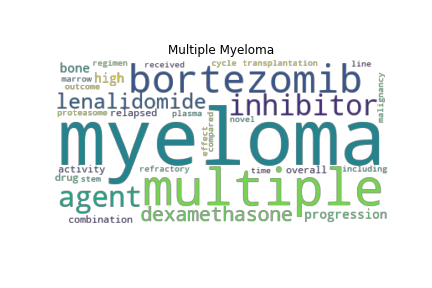 Multiple Myeloma
regimen received cycle transplantation line
bone marrow high bortezomib malignancy
outcome
lenalidomide inhibitor
proteasome relapsed plasma effect compared novel
myeloma
activity refractory time overall including
drug stem multiple
agent dexamethasone progression
combination